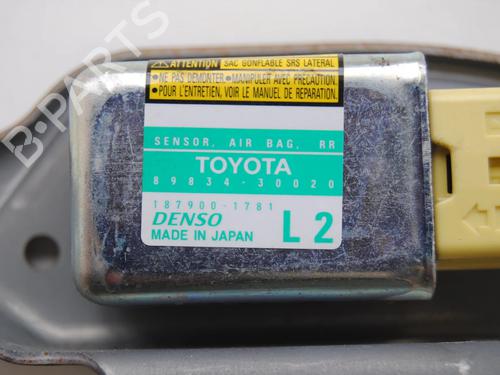 B-PARTS
ATTENTION SAC GONFLABLE SRS LATERAL
•NE PAS DEMONTER •MANIPULER AVEC PRECAUTION
•POUR L'ENTRETIEN, VOIR LE MANUEL DE REPARATION.
SENSOR, AIR BAG, RR
TOYOTA
89834-30020
187900-1781
DENSO
MADE IN JAPAN
L 2